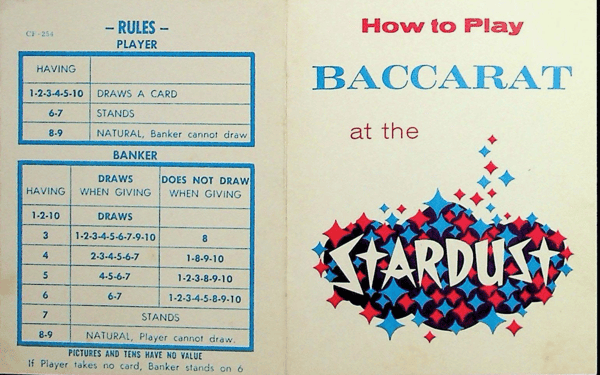 CF-254
– RULES –
PLAYER
HAVING
1-2-3-4-5-10 DRAWS A CARD
6-7 STANDS
8-9 NATURAL, Banker cannot draw
BANKER
HAVING DRAWS WHEN GIVING DOES NOT DRAW WHEN GIVING
1-2-10 DRAWS
3 1-2-3-4-5-6-7-9-10 8
4 2-3-4-5-6-7 1-8-9-10
5 4-5-6-7 1-2-3-8-9-10
6 6-7 1-2-3-4-5-8-9-10
7 STANDS
8-9 NATURAL, Player cannot draw.
PICTURES AND TENS HAVE NO VALUE
If Player takes no card, Banker stands on 6
How to Play
BACCARAT
at the
STARDUST